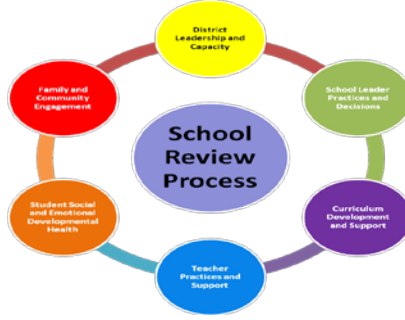 District
Leadership and
Capacity
School Leader
Practices and
Decisions
Curriculum
Development
and Support
Teacher
Practices and
Support
Student Social
and Emotional
Developmental
Health
Family and
Community
Engagement
School
Review
Process